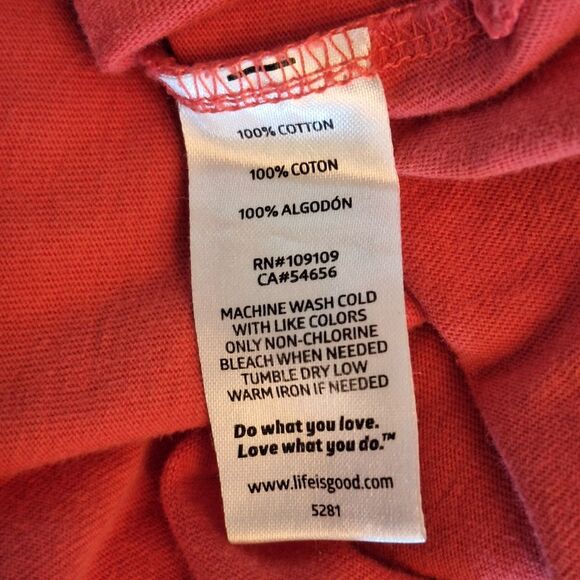 100% COTTON
100% COTON
100% ALGODÓN
RN#109109
CA#54656
MACHINE WASH COLD
WITH LIKE COLORS
ONLY NON-CHLORINE
BLEACH WHEN NEEDED
TUMBLE DRY LOW
WARM IRON IF NEEDED
Do what you love.
Love what you do.™
www.lifeisgood.com
5281